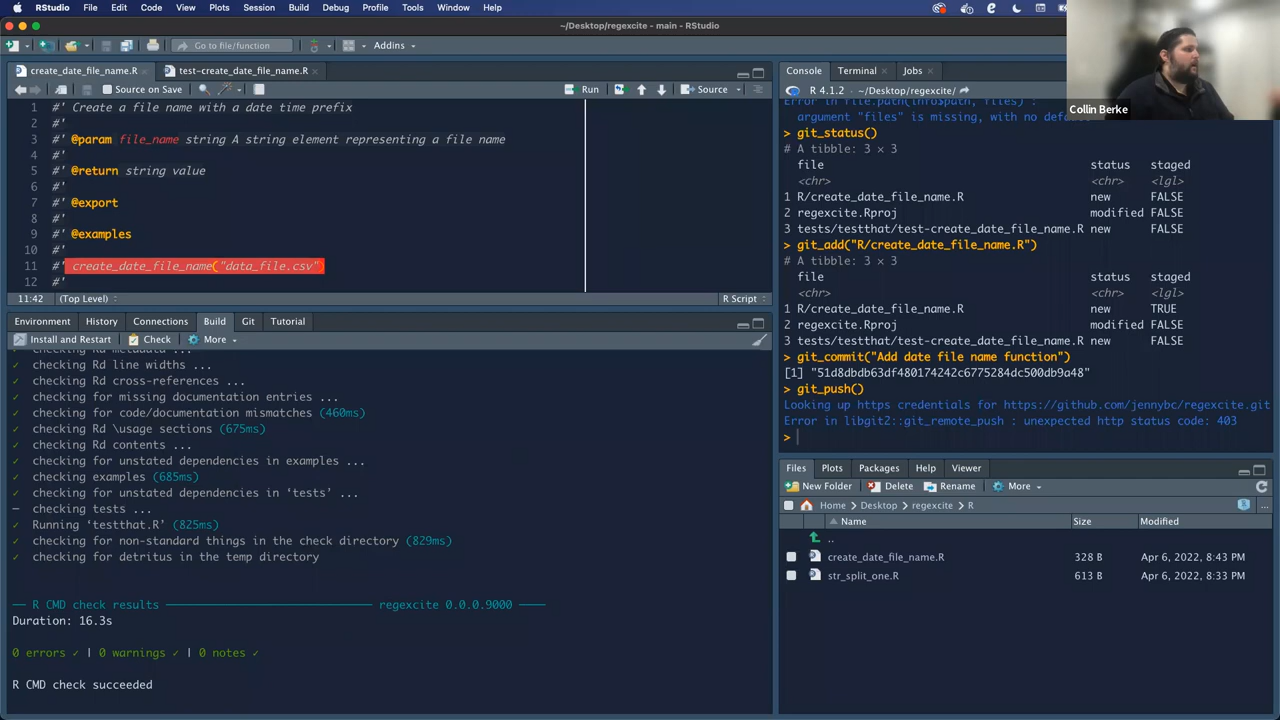 RStudio File Edit Code View Plots Session Build Debug Profile Tools Window Help
~/Desktop/regexcite - main - RStudio
Go to file/function Addins
create_date_file_name.R test-create_date_file_name.R
Source on Save Run Source
1 #' Create a file name with a date time prefix
2 #'
3 #' @param file_name string A string element representing a file name
4 #'
5 #' @return string value
6 #'
7 #' @export
8 #'
9 #' @examples
10 #'
11 #' create_date_file_name("data_file.csv")
12 #'
11:42 (Top Level) R Script
Environment History Connections Build Git Tutorial
Install and Restart Check More
checking Rd metadata ...
✓ checking Rd line widths ...
✓ checking Rd cross-references ...
✓ checking for missing documentation entries ...
✓ checking for code/documentation mismatches (460ms)
✓ checking Rd \usage sections (675ms)
✓ checking Rd contents ...
✓ checking for unstated dependencies in examples ...
✓ checking examples (685ms)
✓ checking for unstated dependencies in ‘tests’ ...
─ checking tests ...
✓ Running ‘testthat.R’ (825ms)
✓ checking for non-standard things in the check directory (829ms)
✓ checking for detritus in the temp directory
── R CMD check results ─────────── regexcite 0.0.0.9000 ────
Duration: 16.3s
0 errors ✓ | 0 warnings ✓ | 0 notes ✓
R CMD check succeeded
Console Terminal Jobs
R 4.1.2 · ~/Desktop/regexcite/
Error in file.path(info$path, files) :
argument "files" is missing, with no defa
> git_status()
# A tibble: 3 × 3
file status staged
<chr> <chr> <lgl>
1 R/create_date_file_name.R new FALSE
2 regexcite.Rproj modified FALSE
3 tests/testthat/test-create_date_file_name.R new FALSE
> git_add("R/create_date_file_name.R")
# A tibble: 3 × 3
file status staged
<chr> <chr> <lgl>
1 R/create_date_file_name.R new TRUE
2 regexcite.Rproj modified FALSE
3 tests/testthat/test-create_date_file_name.R new FALSE
> git_commit("Add date file name function")
[1] "51d8dbdb63df480174242c6775284dc500db9a48"
> git_push()
Looking up https credentials for https://github.com/jennybc/regexcite.git
Error in libgit2::git_remote_push : unexpected http status code: 403
>
Collin Berke
Files Plots Packages Help Viewer
New Folder Delete Rename More
Home Desktop regexcite R
Name Size Modified
..
create_date_file_name.R 328 B Apr 6, 2022, 8:43 PM
str_split_one.R 613 B Apr 6, 2022, 8:33 PM